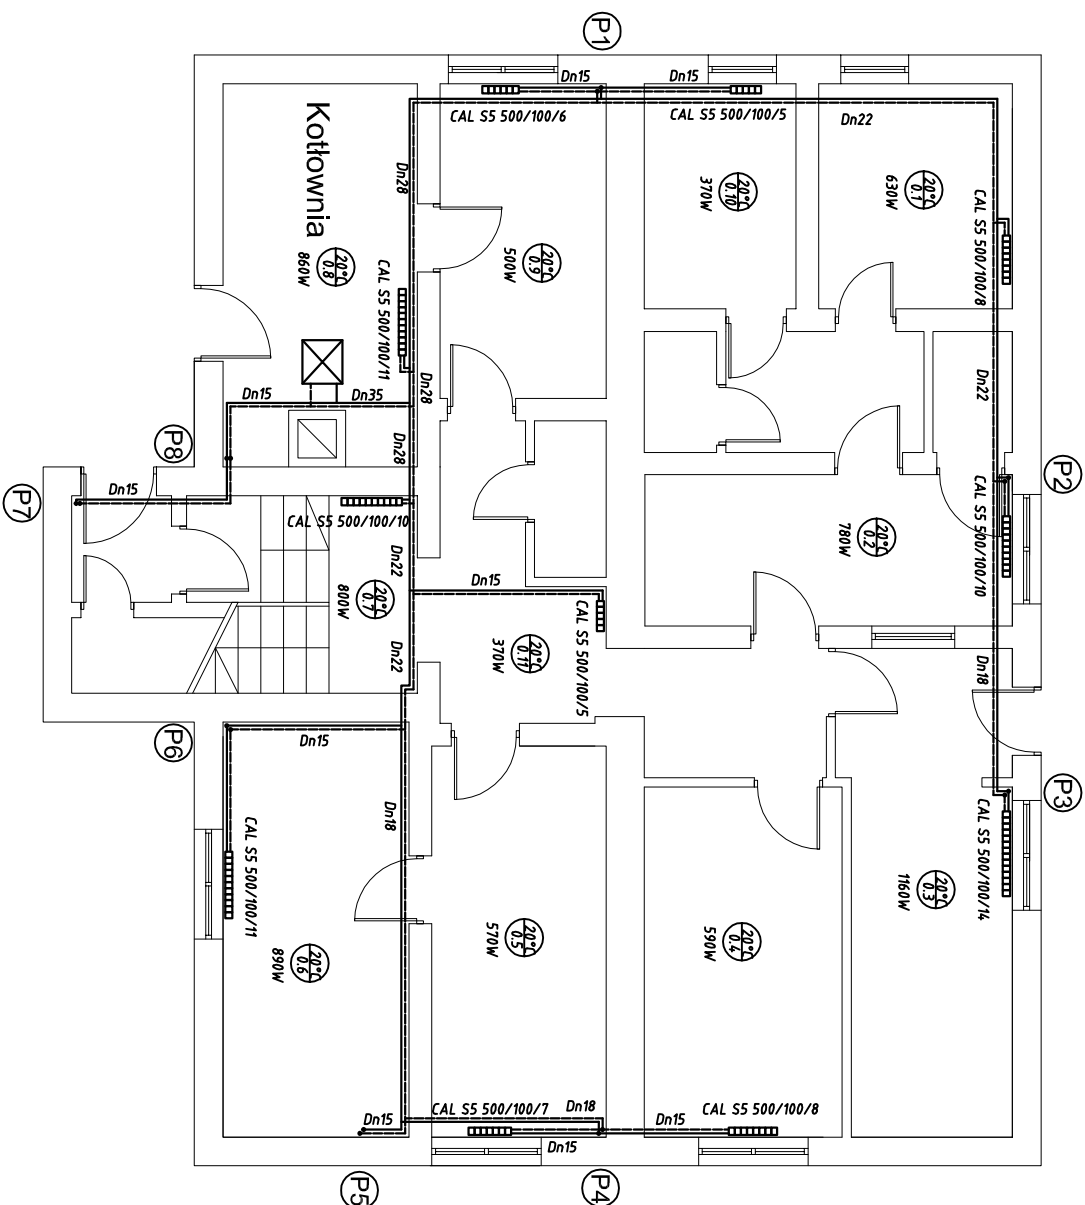 P1
Dn15
Dn15
CAL S5 500/100/6
CAL S5 500/100/5
Dn22
Kotłownia
Dn28
20°C
0.10
370W
20°C
0.1
630W
CAL S5 500/100/8
20°C
0.8
860W
20°C
0.9
500W
CAL S5 500/100/11
Dn15
Dn35
Dn28
Dn22
P8
Dn28
P2
P7
Dn15
CAL S5 500/100/10
CAL S5 500/100/10
20°C
0.2
780W
Dn22
Dn15
20°C
0.7
800W
CAL S5 500/100/5
20°C
0.11
370W
Dn22
Dn18
P6
Dn15
P3
Dn18
CAL S5 500/100/11
CAL S5 500/100/14
20°C
0.3
1160W
20°C
0.6
890W
20°C
0.5
570W
20°C
0.4
590W
Dn15
CAL S5 500/100/7
Dn18
Dn15
CAL S5 500/100/8
Dn15
P5
P4